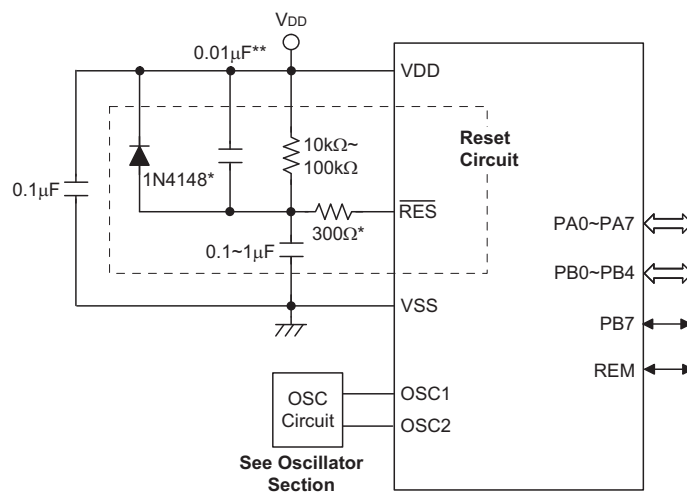 VDD
0.01μF**
VDD
Reset
Circuit
10kΩ~
100kΩ
1N4148*
0.1μF
RES
300Ω*
PA0~PA7
0.1~1μF
PB0~PB4
VSS
PB7
REM
OSC1
OSC
Circuit
OSC2
See Oscillator
Section